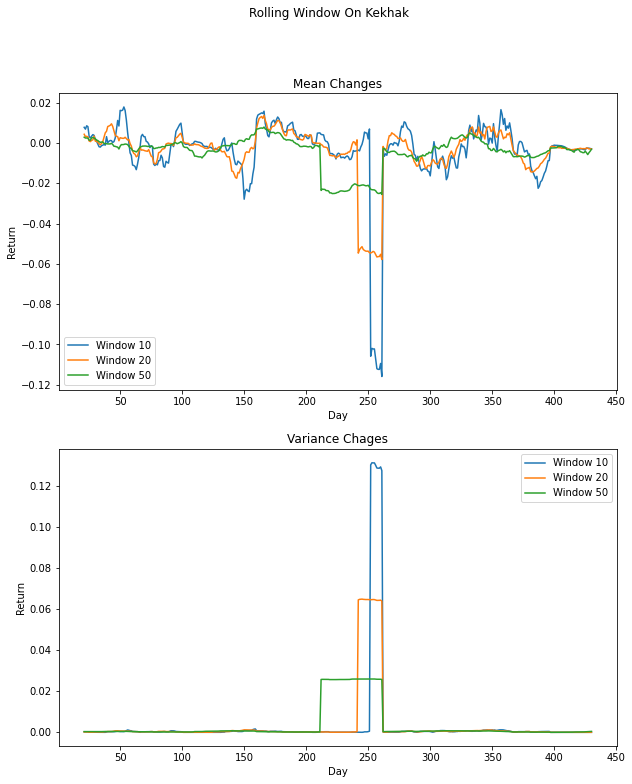 Rolling Window On Kekhak
Mean Changes
0.02
0.00
−0.02
−0.04
−0.06
−0.08
−0.10
−0.12
Return
Window 10
Window 20
Window 50
50 100 150 200 250 300 350 400 450
Day
Variance Chages
0.12
0.10
0.08
0.06
0.04
0.02
0.00
Return
Window 10
Window 20
Window 50
50 100 150 200 250 300 350 400 450
Day